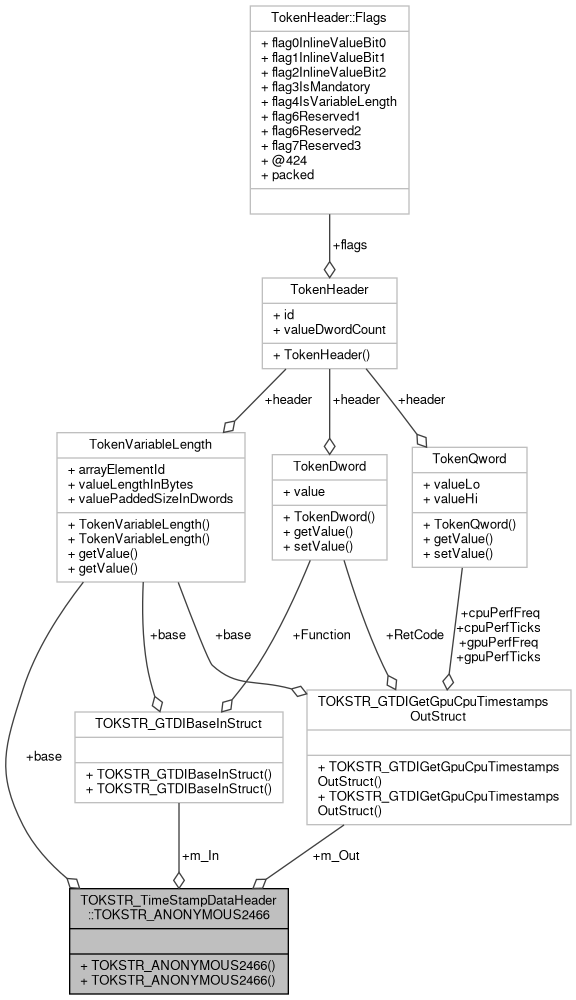 TokenHeader::Flags
+ flag0InlineValueBit0
+ flag1InlineValueBit1
+ flag2InlineValueBit2
+ flag3IsMandatory
+ flag4IsVariableLength
+ flag6Reserved1
+ flag6Reserved2
+ flag7Reserved3
+ @424
+ packed
+flags
TokenHeader
+ id
+ valueDwordCount
+ TokenHeader()
+header
+header
+header
TokenVariableLength
+ arrayElementId
+ valueLengthInBytes
+ valuePaddedSizeInDwords
+ TokenVariableLength()
+ TokenVariableLength()
+ getValue()
+ getValue()
TokenDword
+ value
+ TokenDword()
+ getValue()
+ setValue()
TokenQword
+ valueLo
+ valueHi
+ TokenQword()
+ getValue()
+ setValue()
+base
+base
+Function
+RetCode
+cpuPerfFreq
+cpuPerfTicks
+gpuPerfFreq
+gpuPerfTicks
+base
TOKSTR_GTDIBaseInStruct
+ TOKSTR_GTDIBaseInStruct()
+ TOKSTR_GTDIBaseInStruct()
TOKSTR_GTDIGetGpuCpuTimestamps
OutStruct
+ TOKSTR_GTDIGetGpuCpuTimestamps
OutStruct()
+ TOKSTR_GTDIGetGpuCpuTimestamps
OutStruct()
+m_In
+m_Out
TOKSTR_TimeStampDataHeader
::TOKSTR_ANONYMOUS2466
+ TOKSTR_ANONYMOUS2466()
+ TOKSTR_ANONYMOUS2466()